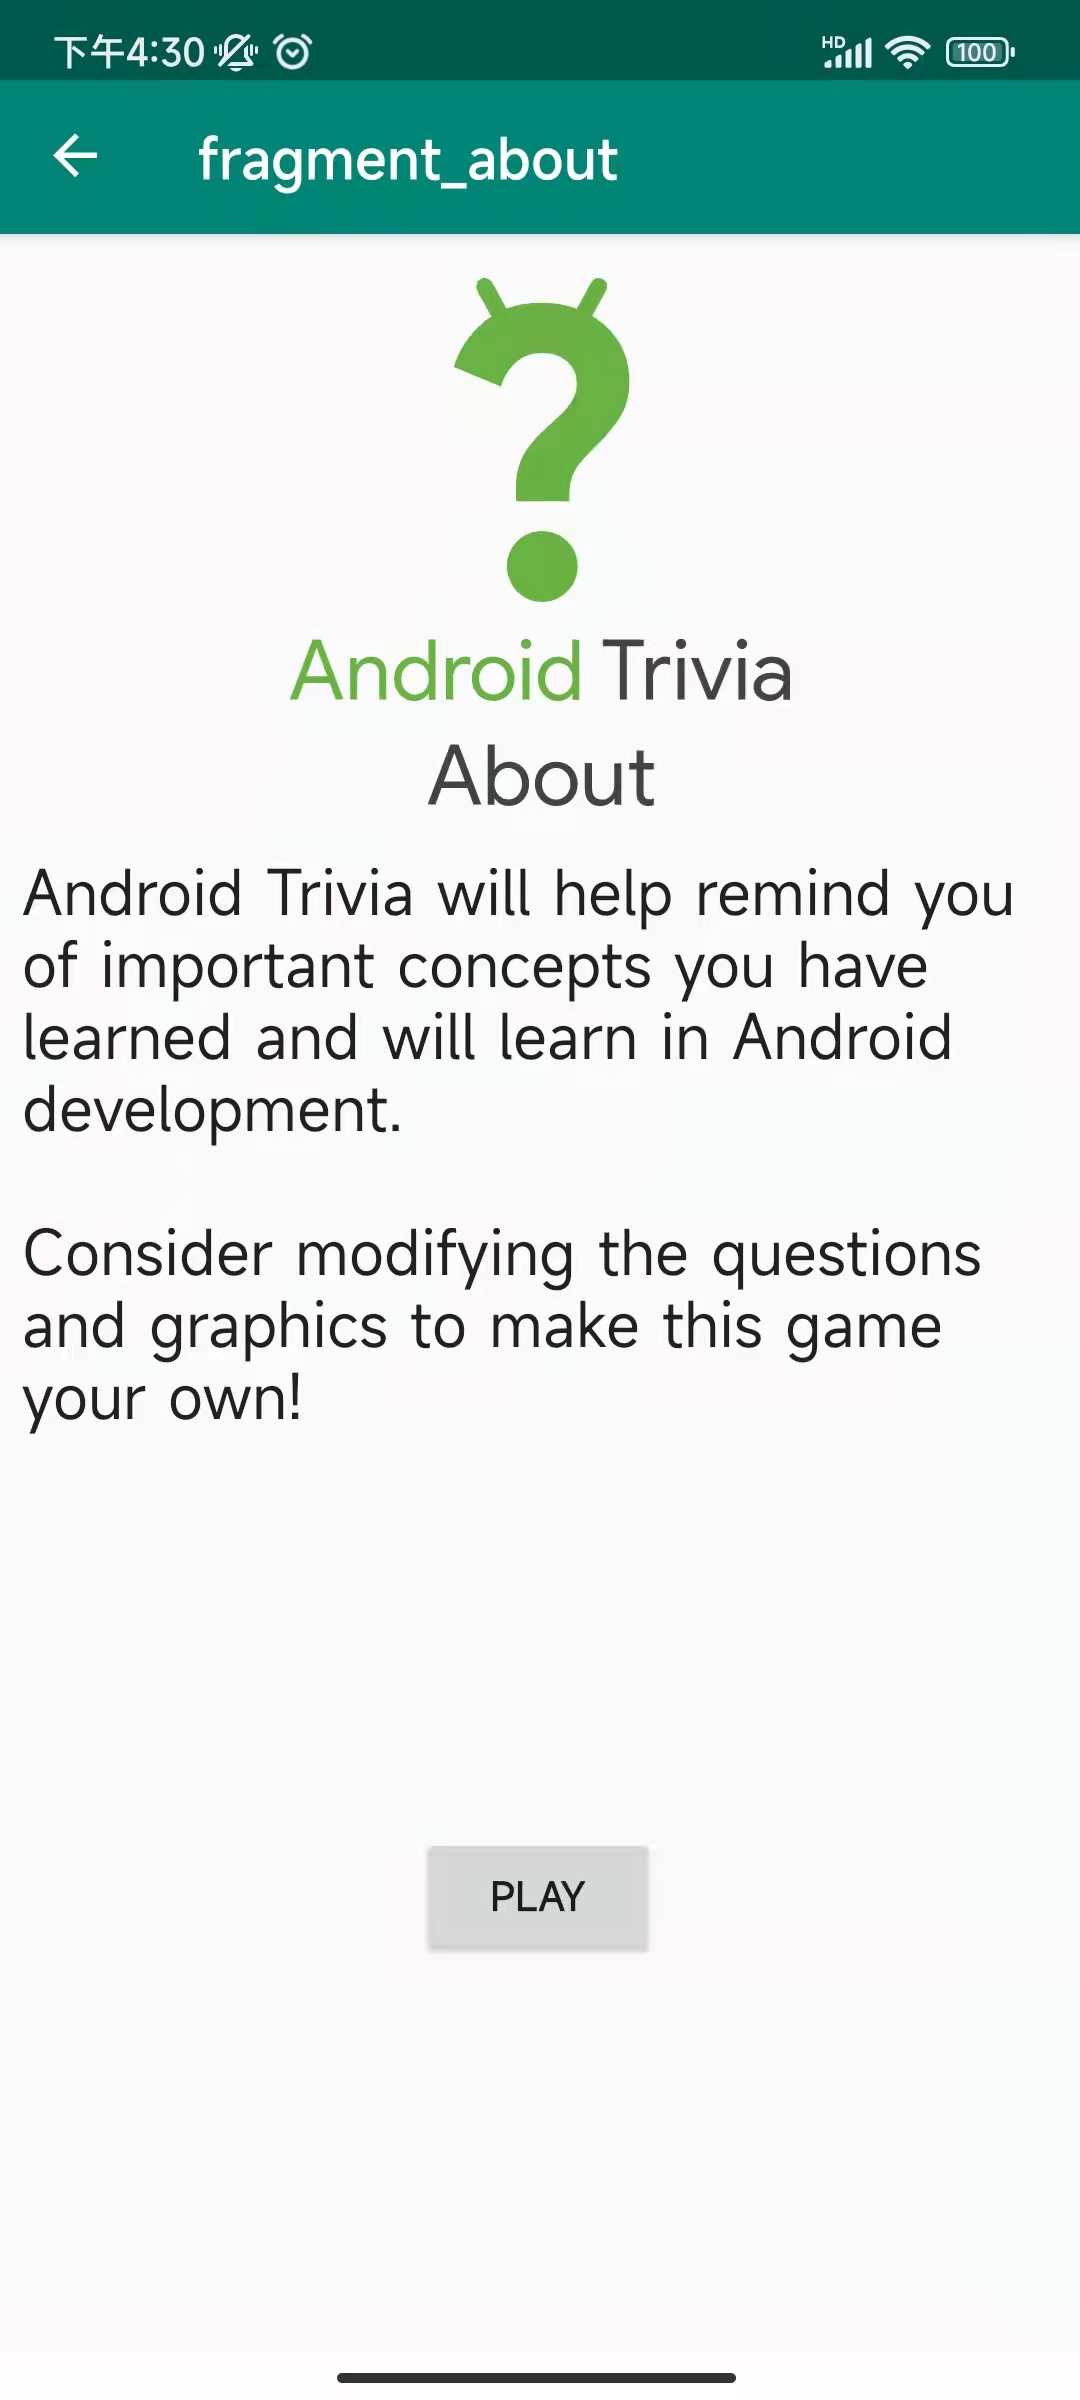 下午4:30
HD
100
fragment_about
Android Trivia
About
Android Trivia will help remind you
of important concepts you have
learned and will learn in Android
development.
Consider modifying the questions
and graphics to make this game
your own!
PLAY